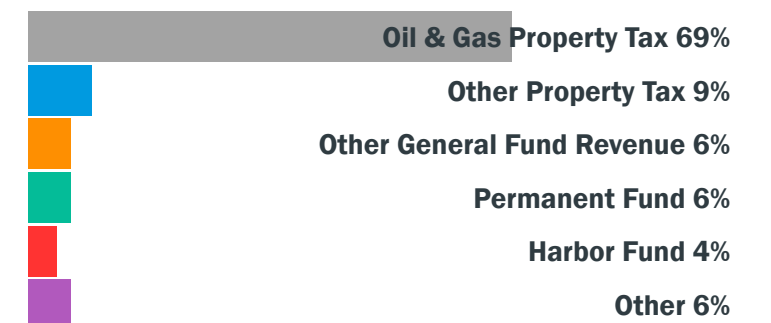 Oil & Gas Property Tax 69%
Other Property Tax 9%
Other General Fund Revenue 6%
Permanent Fund 6%
Harbor Fund 4%
Other 6%